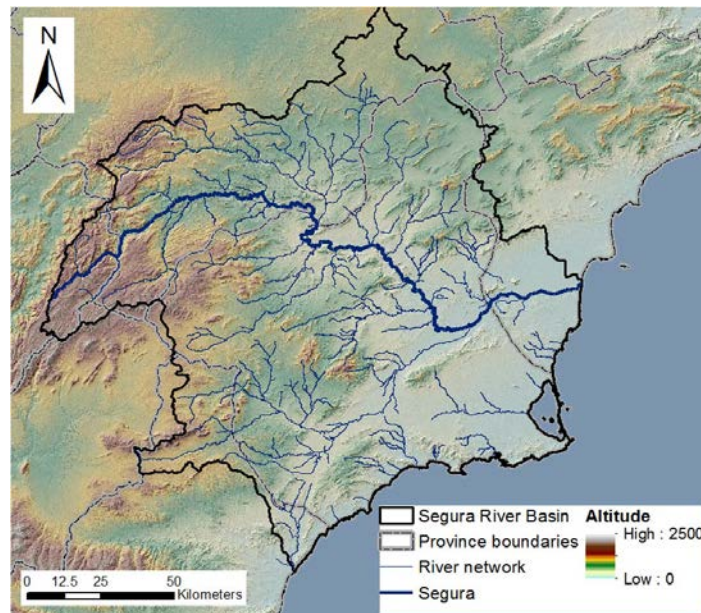 N
Segura River Basin
Province boundaries
River network
Segura
Altitude
High : 2500
Low : 0
0 12.5 25 50
Kilometers